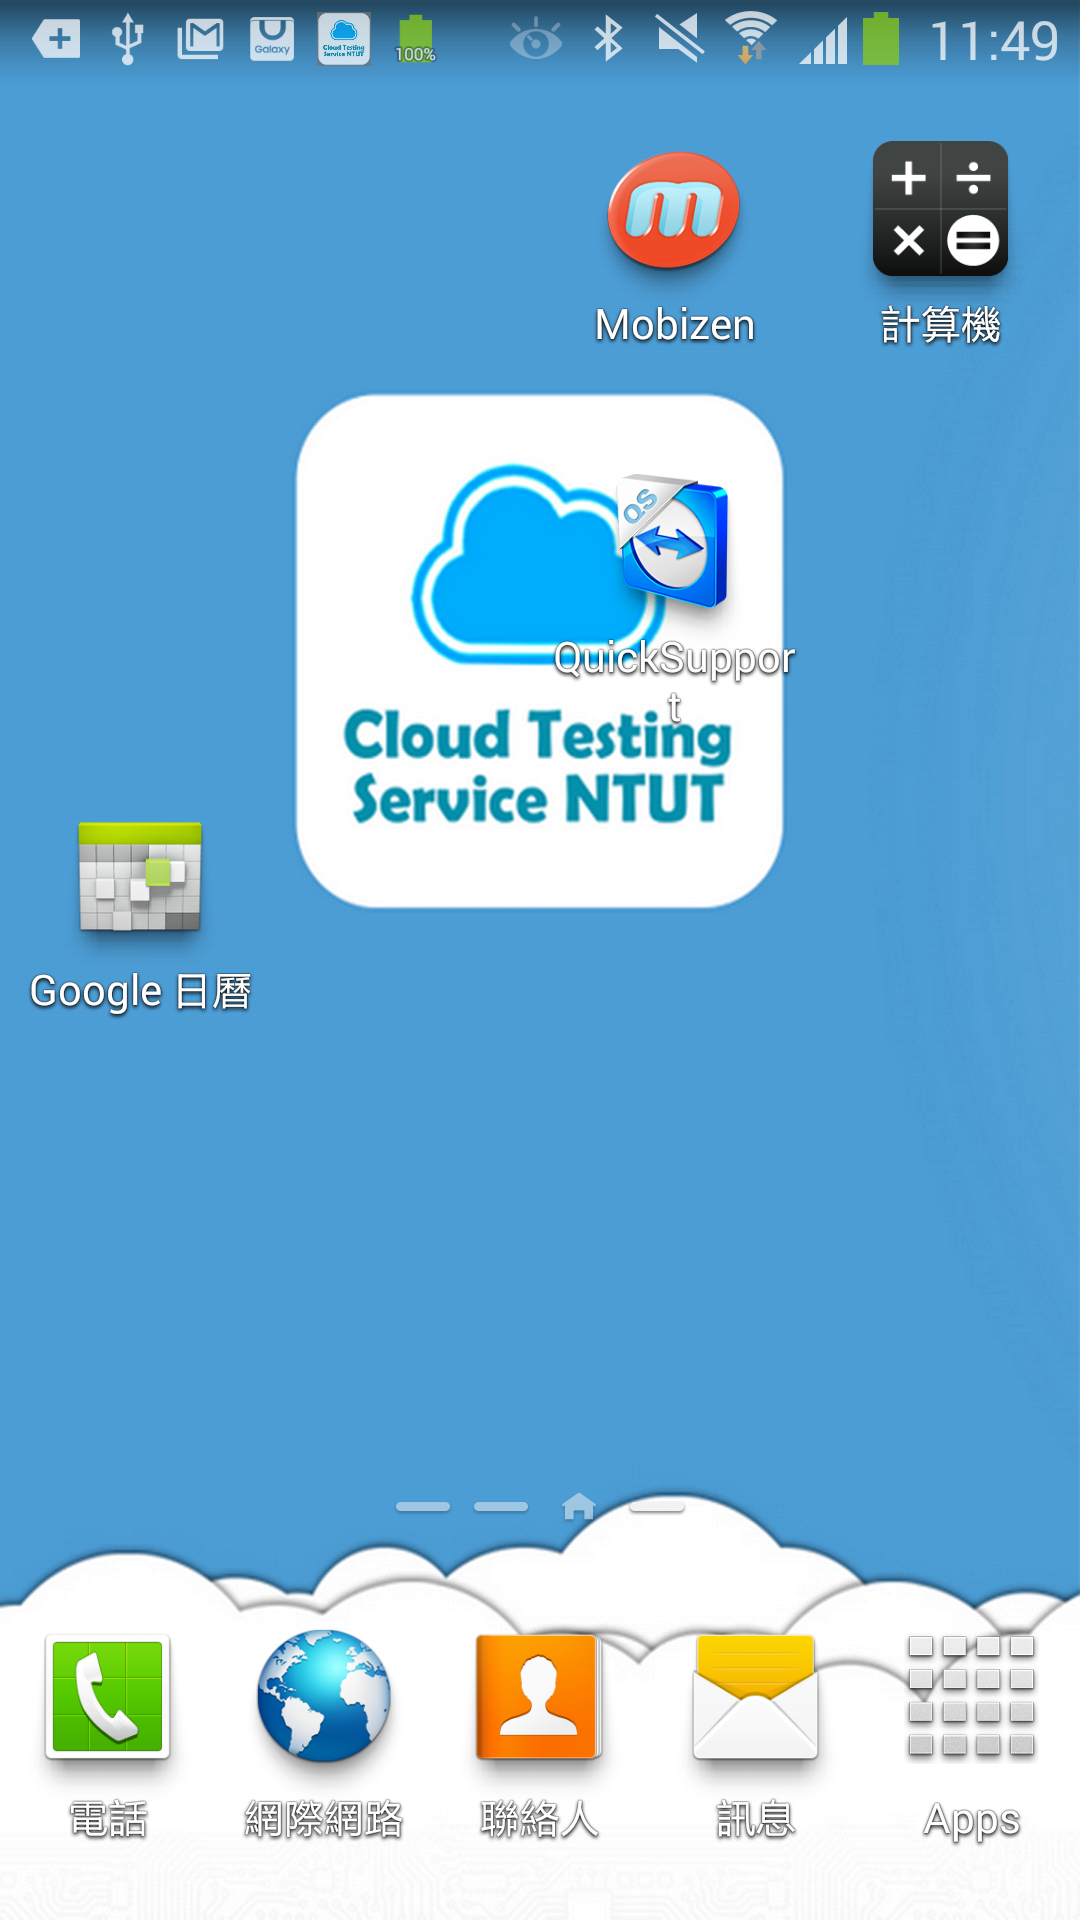 Galaxy
Cloud Testing
Service NTUT
100%
11:49
Mobizen
計算機
QS
QuickSuppor
t
Cloud Testing
Service NTUT
Google 日曆
電話
網際網路
聯絡人
訊息
Apps